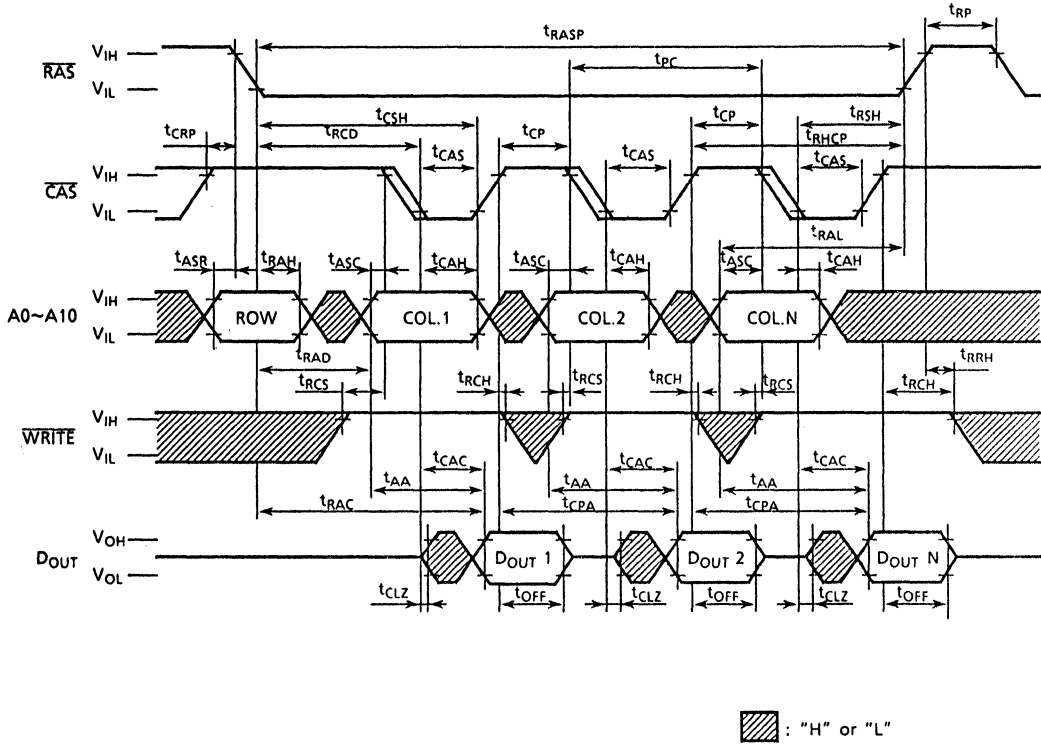 tRP
tRASP
RAS
VIH
VIL
tPC
tCRP
tCSH
tRCD
tCP
tCP
tRSH
tRHCP
tCAS
tCAS
tCAS
CAS
VIH
VIL
tRAL
tASR
tRAH
tASC
tCAH
tASC
tCAH
tASC
tCAH
A0~A10
VIH
VIL
ROW
COL.1
COL.2
COL.N
tRAD
tRRH
tRCS
tRCH
tRCS
tRCH
tRCS
tRCH
WRITE
VIH
VIL
tCAC
tCAC
tCAC
tAA
tAA
tAA
tRAC
tCPA
tCPA
DOUT
VOH
VOL
DOUT 1
DOUT 2
DOUT N
tCLZ
tOFF
tCLZ
tOFF
tCLZ
tOFF
: "H" or "L"